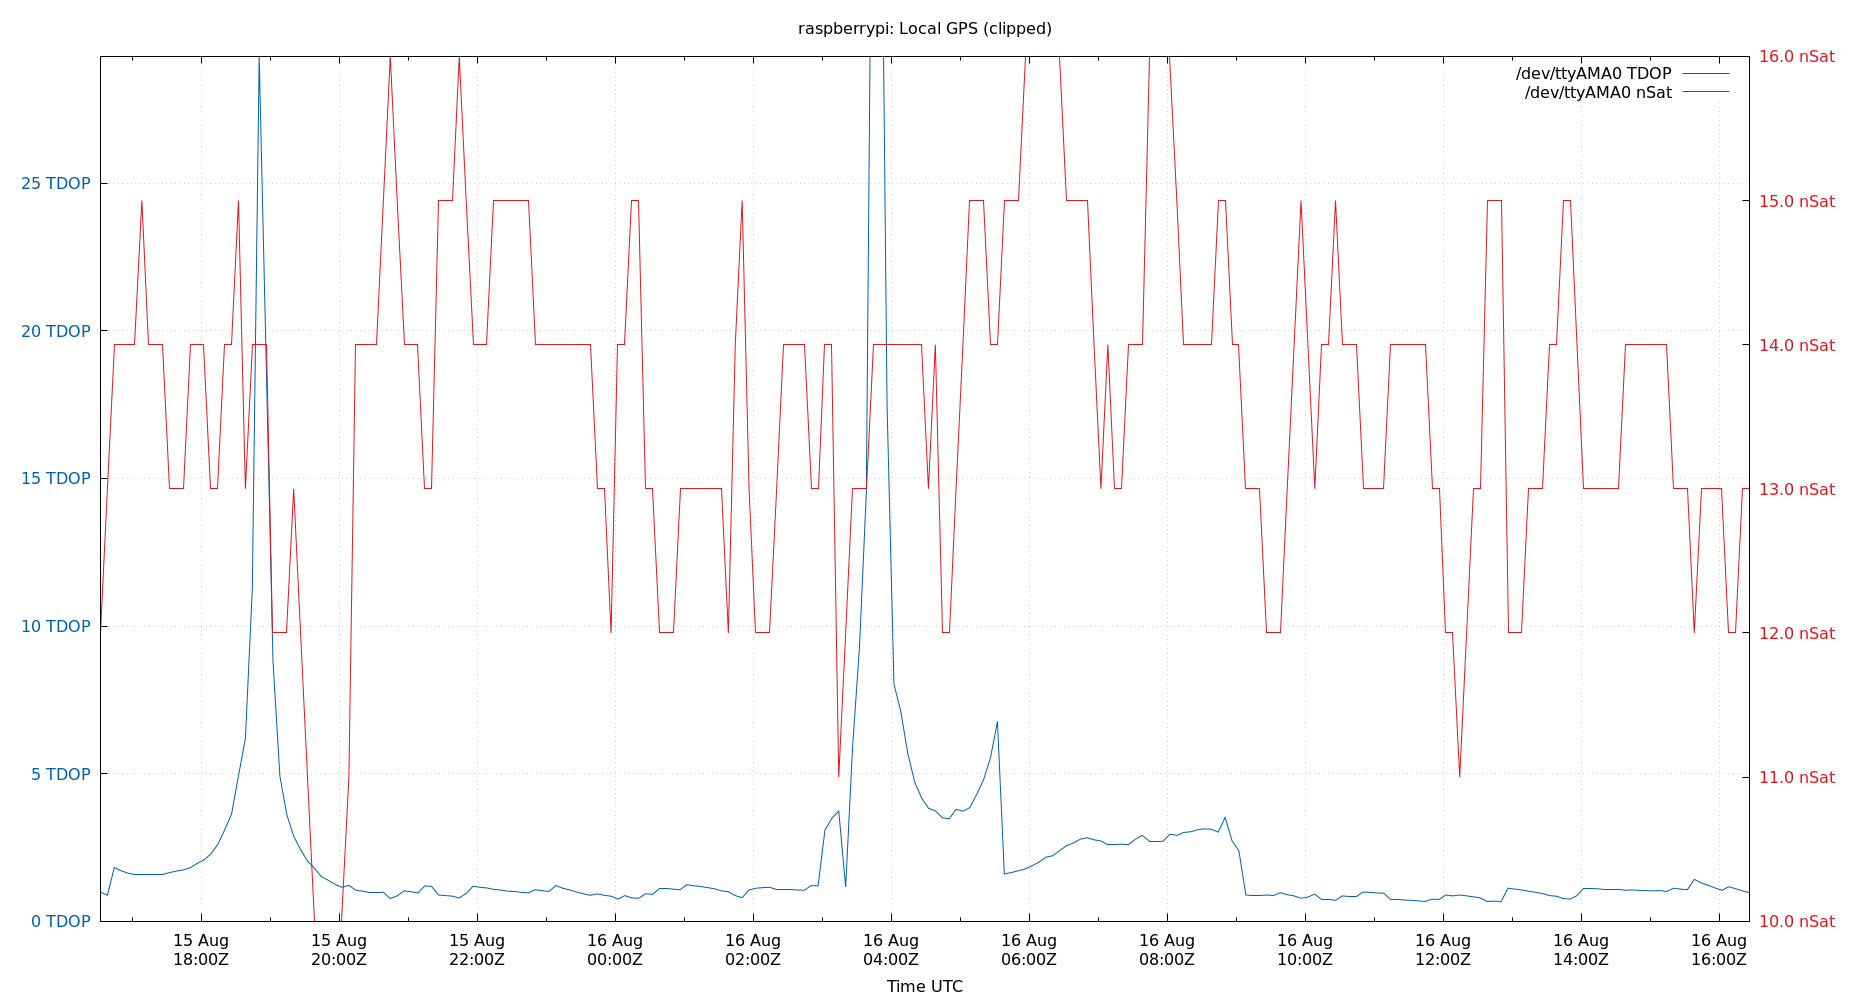 raspberrypi: Local GPS (clipped)
/dev/ttyAMA0 TDOP
/dev/ttyAMA0 nSat
25 TDOP
20 TDOP
15 TDOP
10 TDOP
5 TDOP
0 TDOP
16.0 nSat
15.0 nSat
14.0 nSat
13.0 nSat
12.0 nSat
11.0 nSat
10.0 nSat
15 Aug 15 Aug 15 Aug 16 Aug 16 Aug 16 Aug 16 Aug 16 Aug 16 Aug 16 Aug 16 Aug 16 Aug
18:00Z 20:00Z 22:00Z 00:00Z 02:00Z 04:00Z 06:00Z 08:00Z 10:00Z 12:00Z 14:00Z 16:00Z
Time UTC